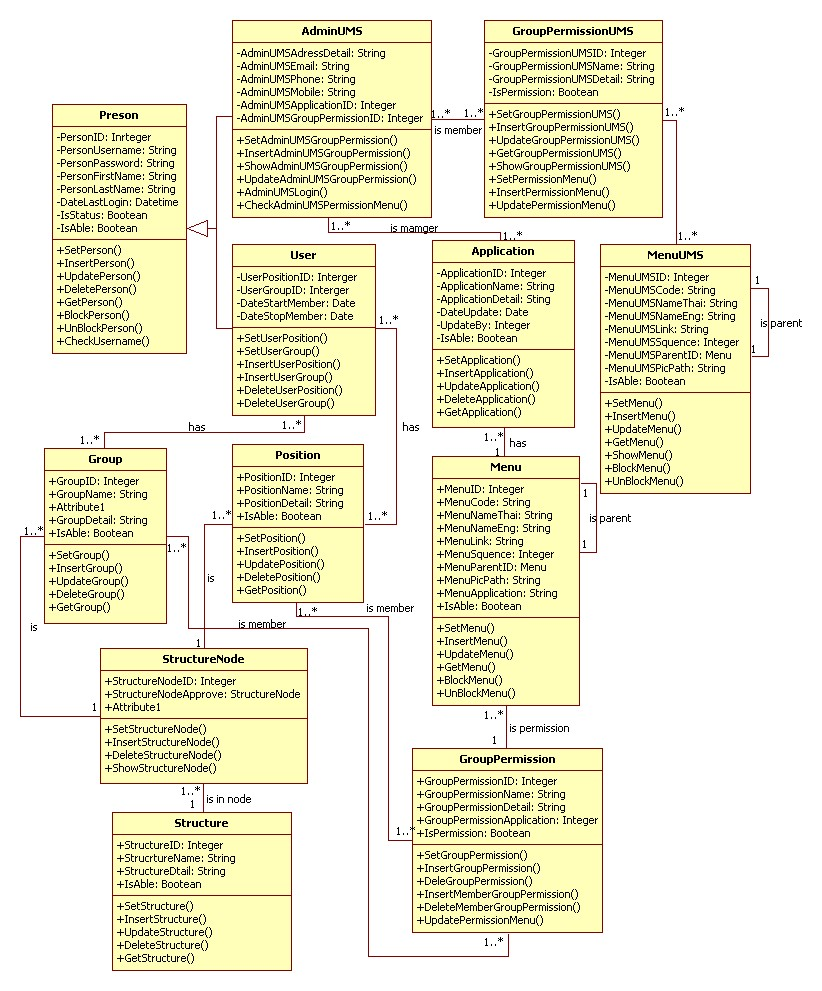 AdminUMS
-AdminUMSAdressDetail: String
-AdminUMSEmail: String
-AdminUMSPhone: String
-AdminUMSMobile: String
-AdminUMSApplicationID: Integer
-AdminUMSGroupPermissionID: Integer
+SetAdminUMSGroupPermission()
+InsertAdminUMSGroupPermission()
+ShowAdminUMSGroupPermission()
+UpdateAdminUMSGroupPermission()
+AdminUMSLogin()
+CheckAdminUMSPermissionMenu()
1..*
1..*
is member
GroupPermissionUMS
-GroupPermissionUMSID: Integer
-GroupPermissionUMSName: String
-GroupPermissionUMSDetail: String
-IsPermission: Bootean
+SetGroupPermissionUMS()
+InsertGroupPermissionUMS()
+UpdateGroupPermissionUMS()
+GetGroupPermissionUMS()
+ShowGroupPermissionUMS()
+SetPermissionMenu()
+InsertPermissionMenu()
+UpdatePermissionMenu()
1..*
1..*
Preson
-PersonID: Inrteger
-PersonUsername: String
-PersonPassword: String
-PersonFirstName: String
-PersonLastName: String
-DateLastLogin: Datetime
-IsStatus: Bootean
-IsAble: Bootean
+SetPerson()
+InsertPerson()
+UpdatePerson()
+DeletePerson()
+GetPerson()
+BlockPerson()
+UnBlockPerson()
+CheckUsername()
1..*
is mamger
1..*
User
-UserPositionID: Interger
-UserGroupID: Interger
-DateStartMember: Date
-DateStopMember: Date
+SetUserPosition()
+SetUserGroup()
+InsertUserPosition()
+InsertUserGroup()
+DeleteUserPosition()
+DeleteUserGroup()
1..*
has
1..*
has
1..*
1..*
Application
-ApplicationID: Integer
-ApplicationName: String
-ApplicationDetail: Sting
-DateUpdate: Date
-UpdateBy: Integer
-IsAble: Bootean
+SetApplication()
+InsertApplication()
+UpdateApplication()
+DeleteApplication()
+GetApplication()
1..*
has
1
MenuUMS
-MenuUMSID: Integer
-MenuUMSCode: String
-MenuUMSNameThai: String
-MenuUMSNameEng: String
-MenuUMSLink: String
-MenuUMSSquence: Integer
-MenuUMSParentID: Menu
-MenuUMSPicPath: String
-IsAble: Bootean
+SetMenu()
+InsertMenu()
+UpdateMenu()
+GetMenu()
+ShowMenu()
+BlockMenu()
+UnBlockMenu()
1
is parent
1
Group
+GroupID: Integer
+GroupName: String
+Attribute1
+GroupDetail: String
+IsAble: Bootean
+SetGroup()
+InsertGroup()
+UpdateGroup()
+DeleteGroup()
+GetGroup()
1..*
1..*
is
Position
+PositionID: Integer
+PositionName: String
+PositionDetail: String
+IsAble: Bootean
+SetPosition()
+InsertPosition()
+UpdatePosition()
+DeletePosition()
+GetPosition()
1..*
is
1..*
is member
is member
1
Menu
+MenuID: Integer
+MenuCode: String
+MenuNameThai: String
+MenuNameEng: String
+MenuLink: String
+MenuSquence: Integer
+MenuParentID: Menu
+MenuPicPath: String
+MenuApplication: String
+IsAble: Bootean
+SetMenu()
+InsertMenu()
+UpdateMenu()
+GetMenu()
+BlockMenu()
+UnBlockMenu()
1
is parent
1
1..*
is permission
1
StructureNode
+StructureNodeID: Integer
+StructureNodeApprove: StructureNode
+Attribute1
+SetStructureNode()
+InsertStructureNode()
+DeleteStructureNode()
+ShowStructureNode()
1
1..*
is in node
1
Structure
+StructureID: Integer
+StrucrtureName: String
+StructureDtail: String
+IsAble: Bootean
+SetStructure()
+InsertStructure()
+UpdateStructure()
+DeleteStructure()
+GetStructure()
GroupPermission
+GroupPermissionID: Integer
+GroupPermissionName: String
+GroupPermissionDetail: String
+GroupPermissionApplication: Integer
+IsPermission: Bootean
+SetGroupPermission()
+InsertGroupPermission()
+DeleGroupPermission()
+InsertMemberGroupPermission()
+DeleteMemberGroupPermission()
+UpdatePermissionMenu()
1..*
1..*